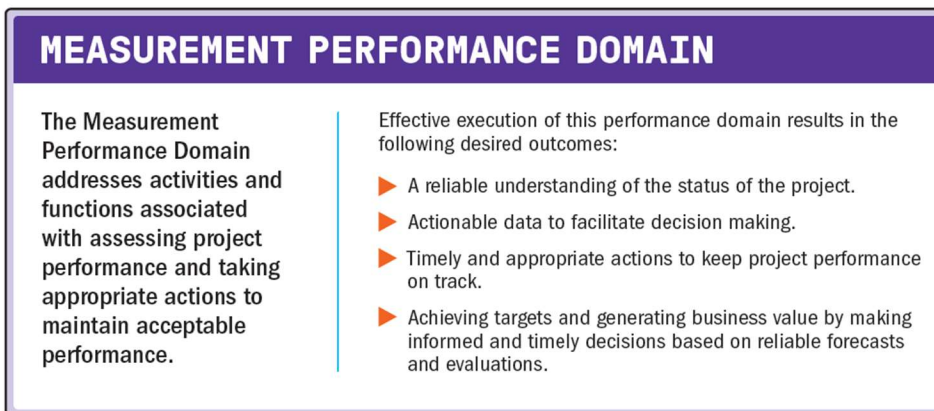 MEASUREMENT PERFORMANCE DOMAIN
The Measurement
Performance Domain
addresses activities and
functions associated
with assessing project
performance and taking
appropriate actions to
maintain acceptable
performance.
Effective execution of this performance domain results in the
following desired outcomes:
A reliable understanding of the status of the project.
Actionable data to facilitate decision making.
Timely and appropriate actions to keep project performance
on track.
Achieving targets and generating business value by making
informed and timely decisions based on reliable forecasts
and evaluations.